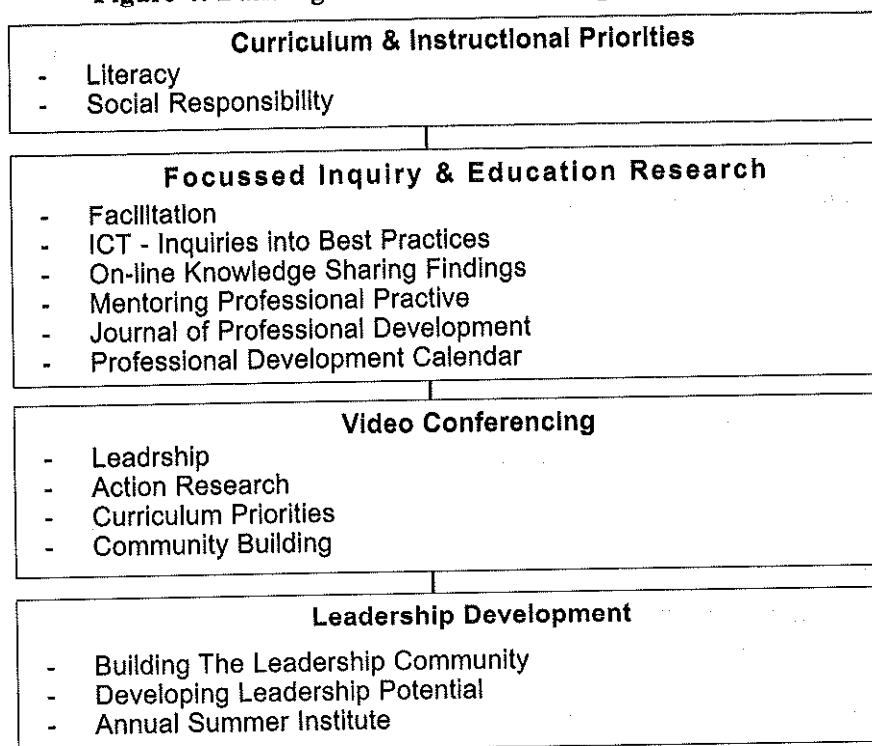 Curriculum & Instructional Priorities
- Literacy
- Social Responsibility
Focussed Inquiry & Education Research
- Facilitation
- ICT - Inquiries into Best Practices
- On-line Knowledge Sharing Findings
- Mentoring Professional Practive
- Journal of Professional Development
- Professional Development Calendar
Video Conferencing
- Leadrship
- Action Research
- Curriculum Priorities
- Community Building
Leadership Development
- Building The Leadership Community
- Developing Leadership Potential
- Annual Summer Institute